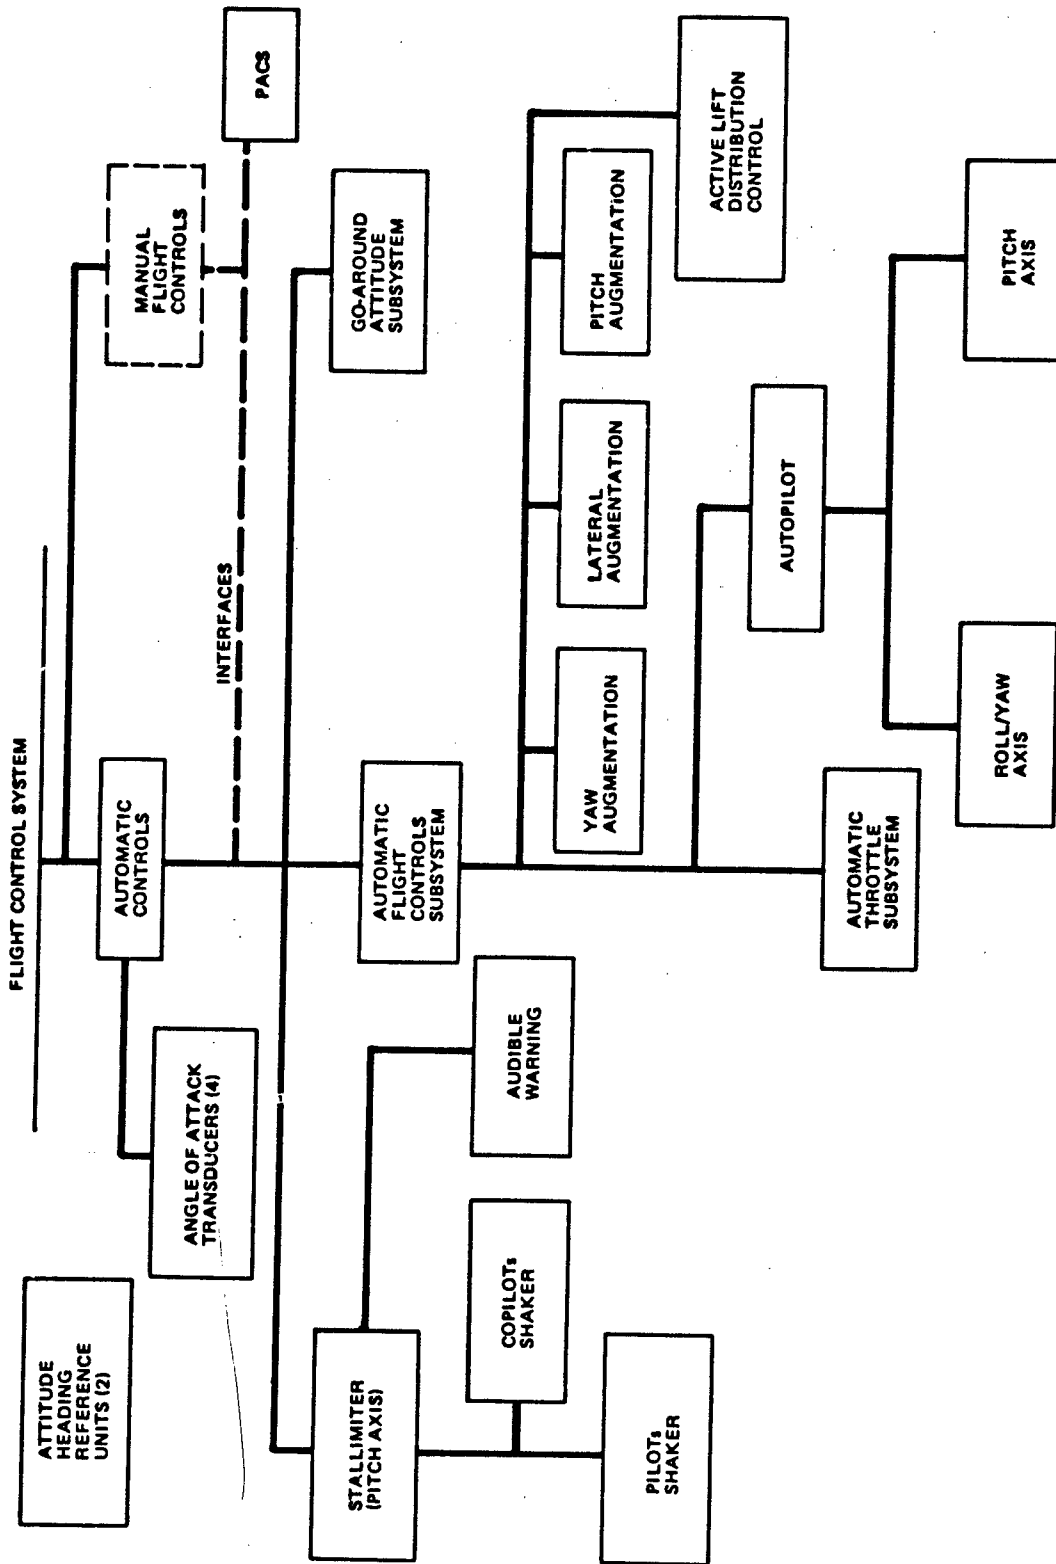 FLIGHT CONTROL SYSTEM
ATTITUDE
HEADING
REFERENCE
UNITS (2)
AUTOMATIC
CONTROLS
MANUAL
FLIGHT
CONTROLS
ANGLE OF ATTACK
TRANSDUCERS (4)
INTERFACES
PACS
STALLIMITER
(PITCH AXIS)
AUTOMATIC
FLIGHT
CONTROLS
SUBSYSTEM
GO-AROUND
ATTITUDE
SUBSYSTEM
COPILOTs
SHAKER
AUDIBLE
WARNING
YAW
AUGMENTATION
LATERAL
AUGMENTATION
PITCH
AUGMENTATION
PILOTs
SHAKER
ACTIVE LIFT
DISTRIBUTION
CONTROL
AUTOPILOT
AUTOMATIC
THROTTLE
SUBSYSTEM
ROLL/YAW
AXIS
PITCH
AXIS